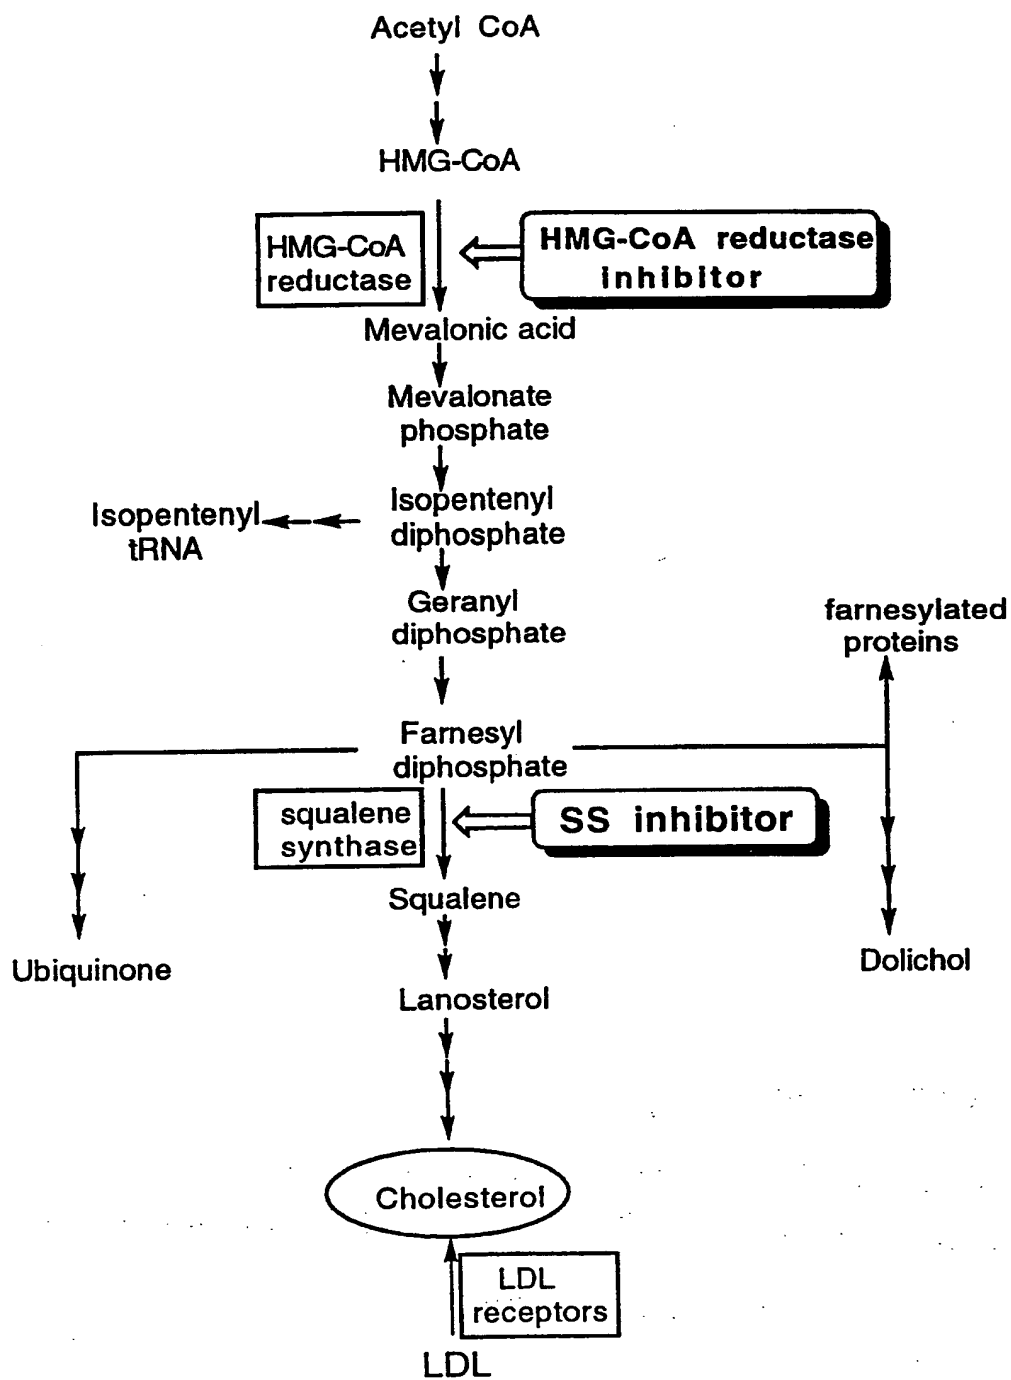 Acetyl CoA
HMG-CoA
HMG-CoA
reductase
HMG-CoA reductase
inhibitor
Mevalonic acid
Mevalonate
phosphate
Isopentenyl
diphosphate
Isopentenyl
tRNA
Geranyl
diphosphate
farnesylated
proteins
Farnesyl
diphosphate
squalene
synthase
SS inhibitor
Squalene
Ubiquinone
Dolichol
Lanosterol
Cholesterol
LDL
receptors
LDL